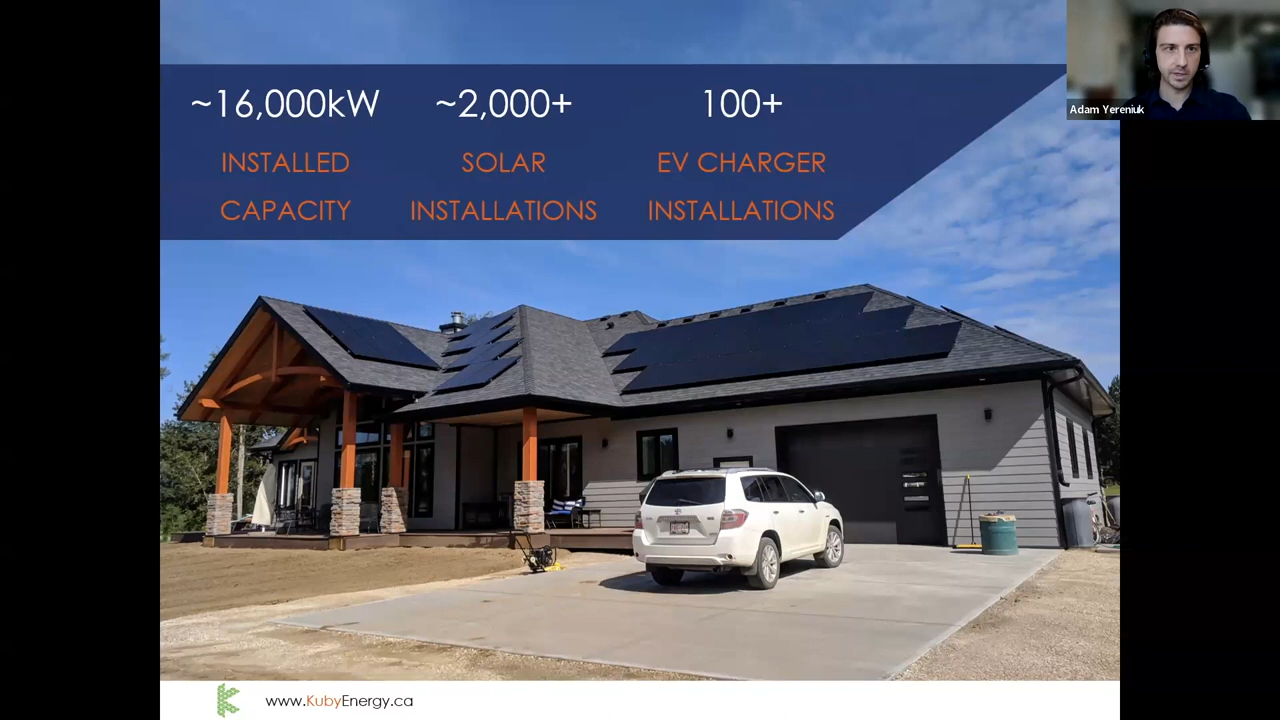 ~16,000kW ~2,000+ 100+
INSTALLED SOLAR EV CHARGER
CAPACITY INSTALLATIONS INSTALLATIONS
Adam Yereniuk
www.KubyEnergy.ca